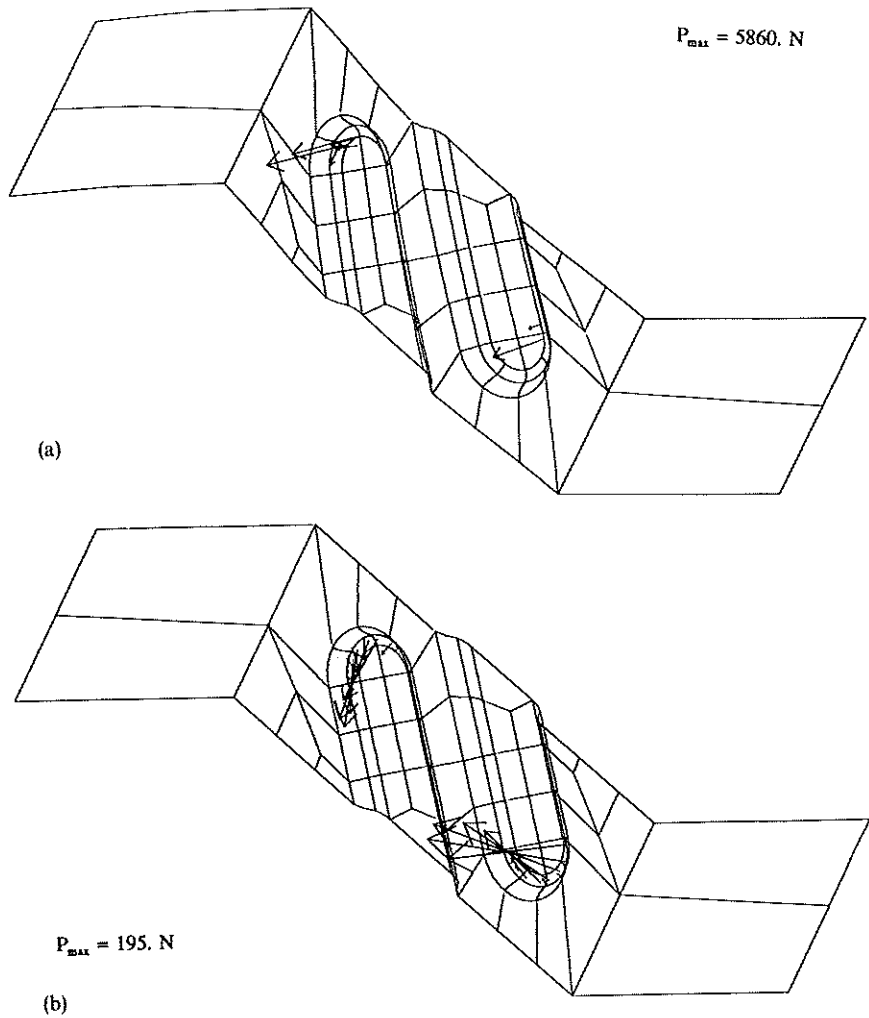 P_max = 5860. N
(a)
P_max = 195. N
(b)